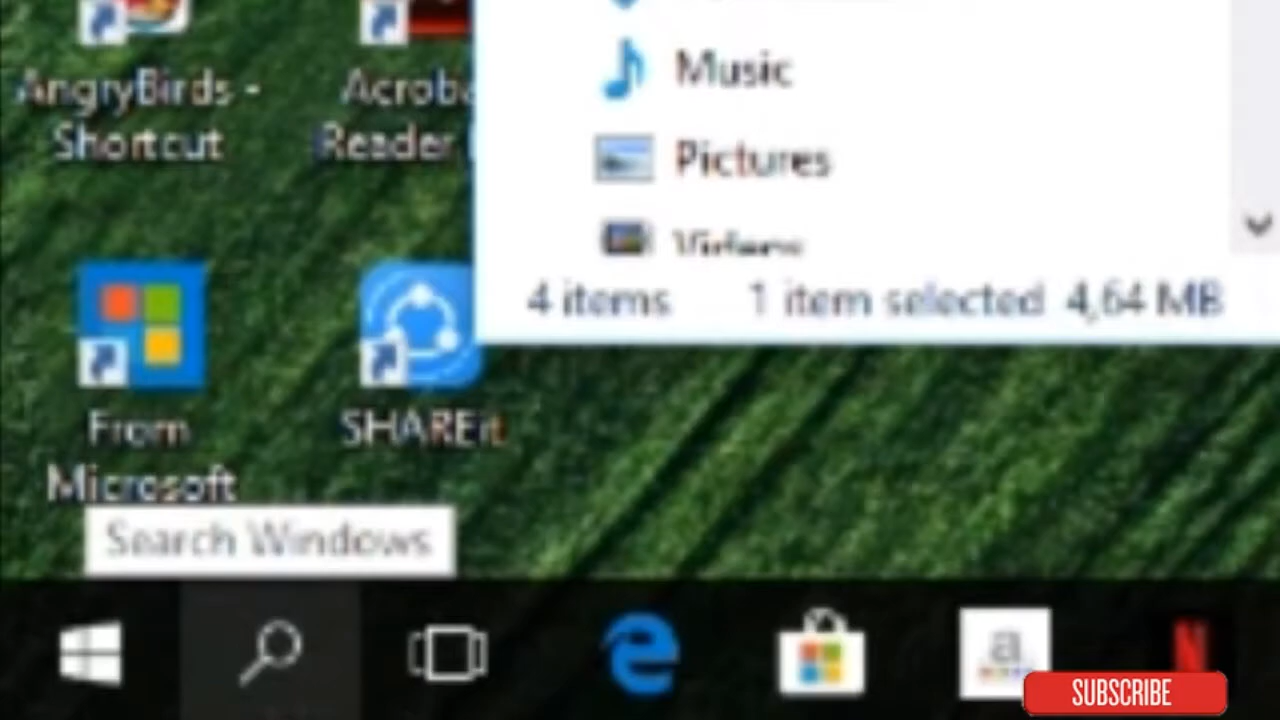 AngryBirds -
Shortcut
Reader
Music
Pictures
Videos
4 items 1 item selected 4,64 MB
From
Microsoft
SHAREit
Search Windows
a
N
SUBSCRIBE